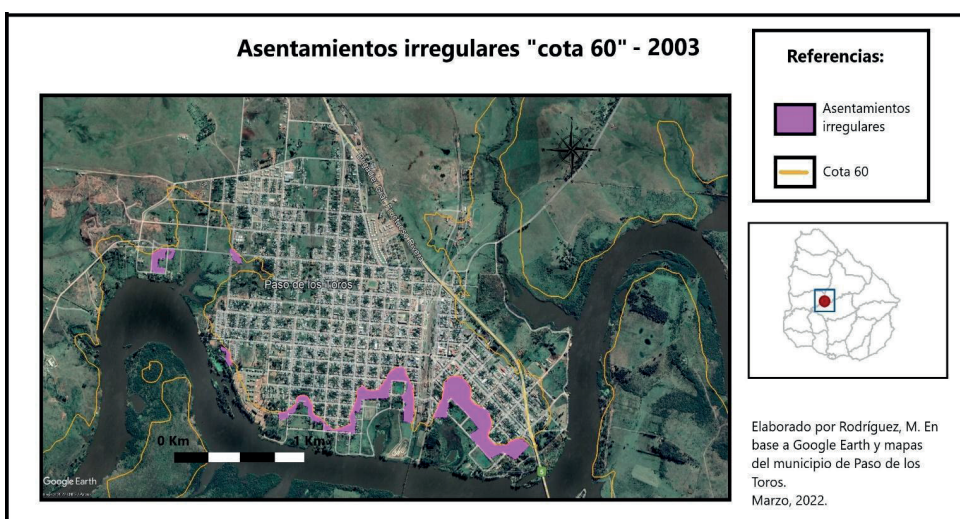 Asentamientos irregulares "cota 60" - 2003
Referencias:
Asentamientos
irregulares
Cota 60
Paso de los Toros
0 Km
1 Km
Google Earth
Elaborado por Rodríguez, M. En
base a Google Earth y mapas
del municipio de Paso de los
Toros.
Marzo, 2022.